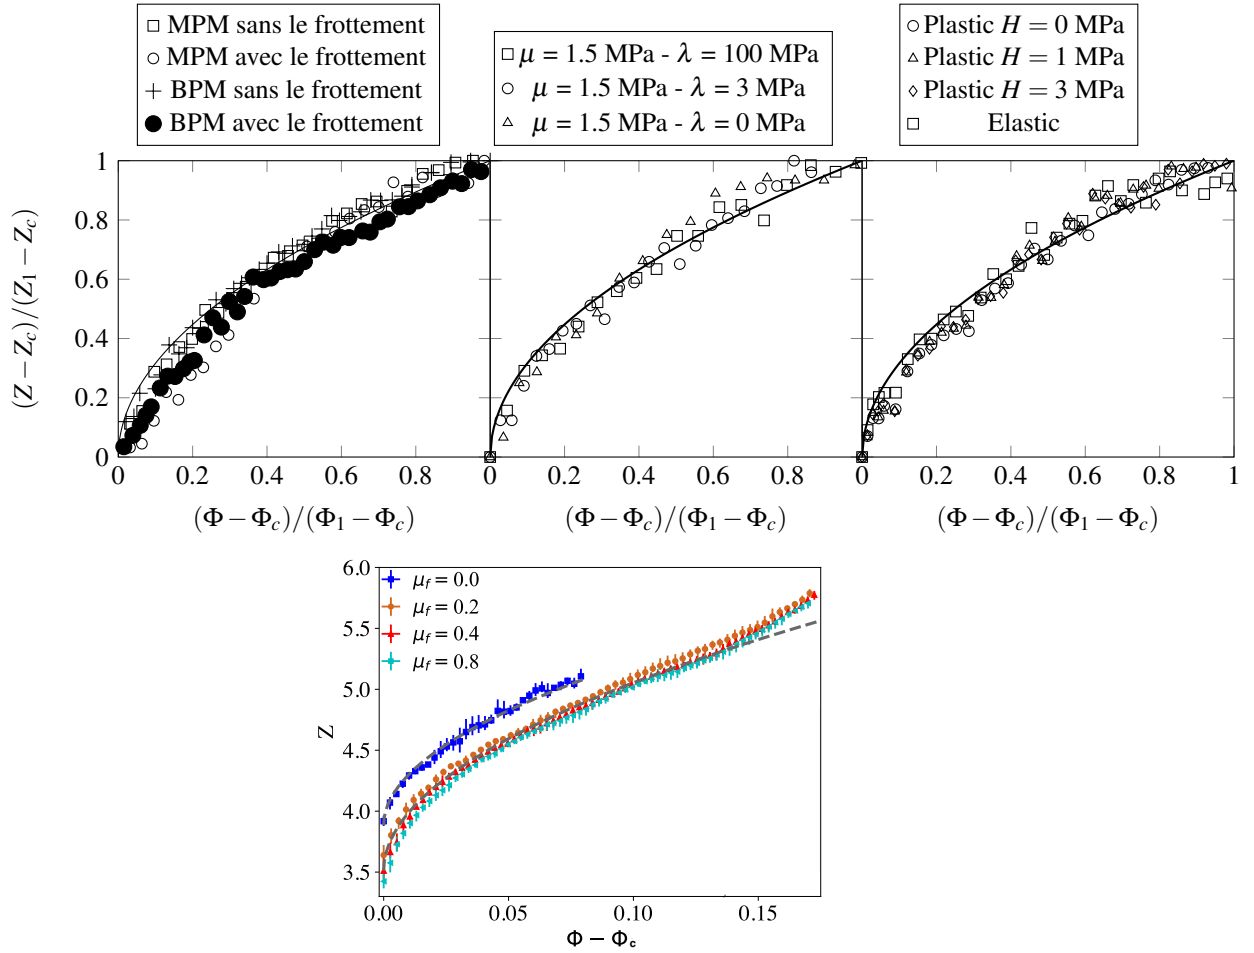 MPM sans le frottement
MPM avec le frottement
BPM sans le frottement
BPM avec le frottement
μ = 1.5 MPa - λ = 100 MPa
μ = 1.5 MPa - λ = 3 MPa
μ = 1.5 MPa - λ = 0 MPa
Plastic H = 0 MPa
Plastic H = 1 MPa
Plastic H = 3 MPa
Elastic
(Z − Z_c)/(Z_1 − Z_c)
1
0.8
0.6
0.4
0.2
0
0 0.2 0.4 0.6 0.8
0 0.2 0.4 0.6 0.8
0 0.2 0.4 0.6 0.8 1
(Φ − Φ_c)/(Φ_1 − Φ_c)
(Φ − Φ_c)/(Φ_1 − Φ_c)
(Φ − Φ_c)/(Φ_1 − Φ_c)
μ_f = 0.0
μ_f = 0.2
μ_f = 0.4
μ_f = 0.8
Z
6.0
5.5
5.0
4.5
4.0
3.5
0.00 0.05 0.10 0.15
Φ − Φ_c